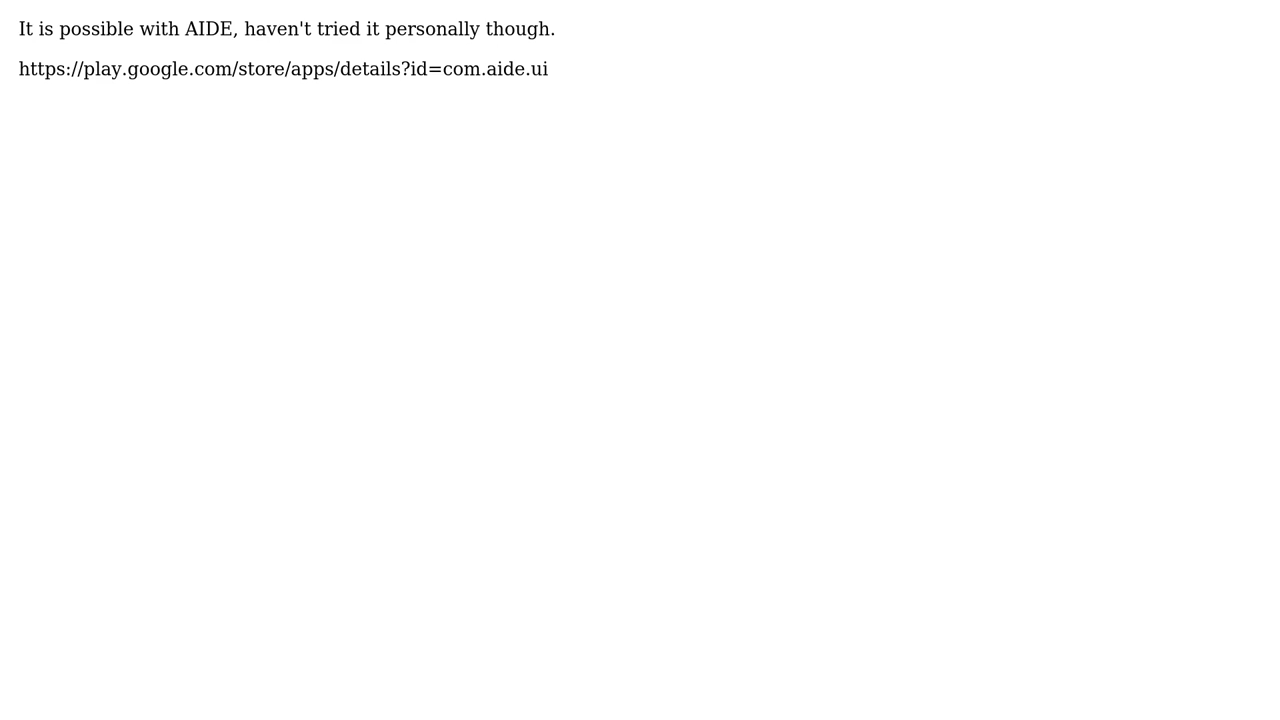 It is possible with AIDE, haven't tried it personally though.
https://play.google.com/store/apps/details?id=com.aide.ui